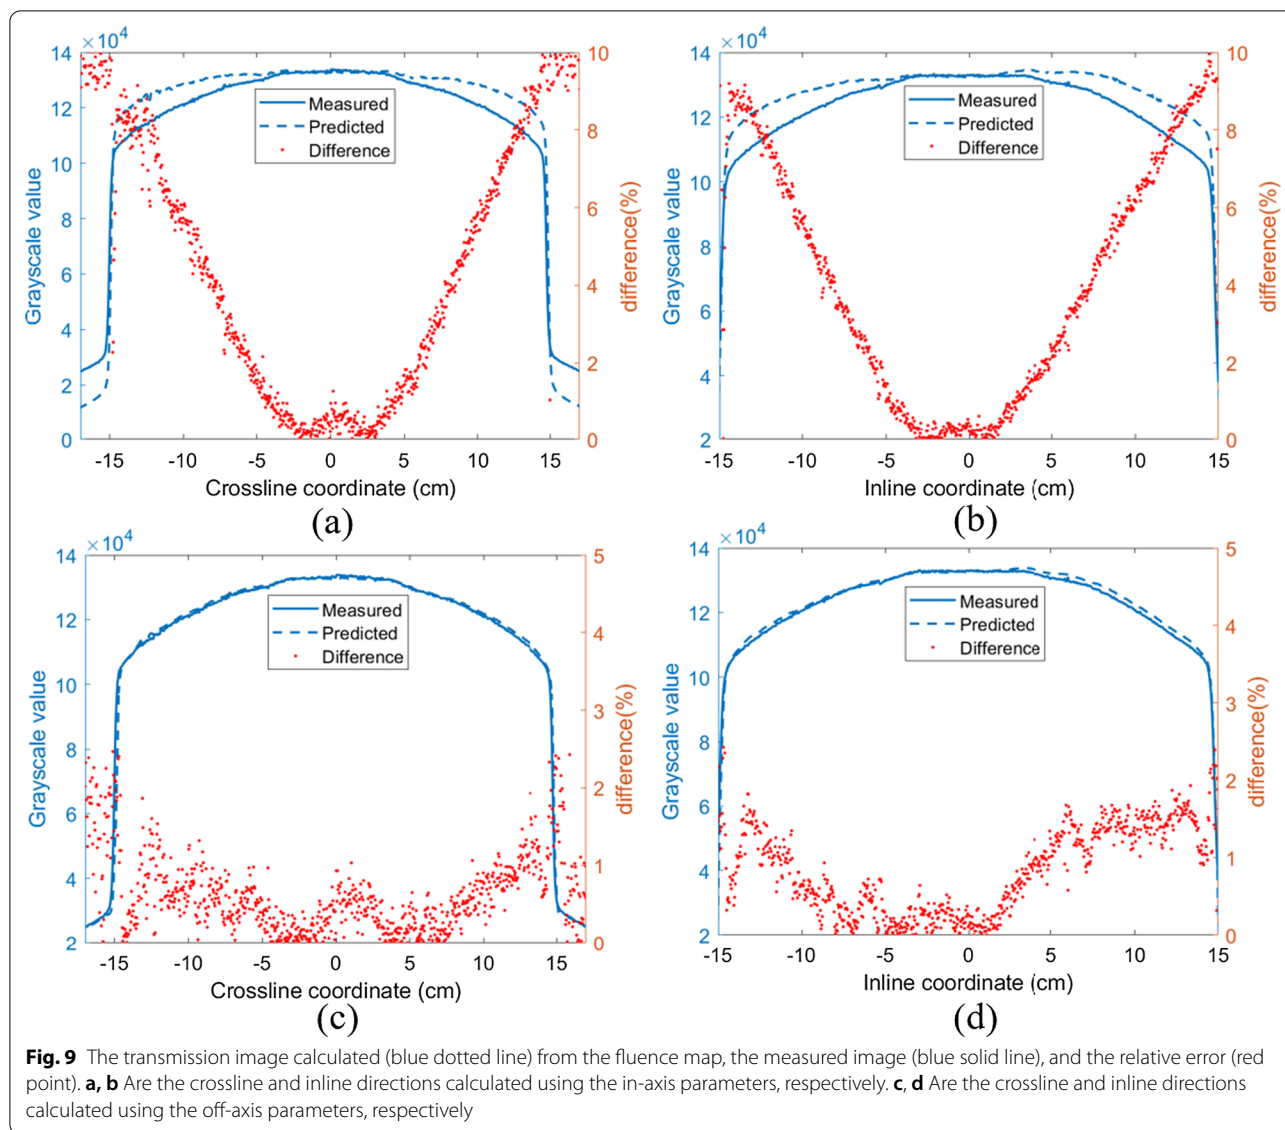 ×10⁴
14
12
10
8
6
4
2
0
Grayscale value
10
8
6
4
2
0
difference(%)
Measured
Predicted
Difference
-15 -10 -5 0 5 10 15
Crossline coordinate (cm)
(a)
×10⁴
14
12
10
8
6
4
2
Grayscale value
10
8
6
4
2
0
difference(%)
Measured
Predicted
Difference
-15 -10 -5 0 5 10 15
Inline coordinate (cm)
(b)
×10⁴
14
12
10
8
6
4
2
Grayscale value
5
4
3
2
1
0
difference(%)
Measured
Predicted
Difference
-15 -10 -5 0 5 10 15
Crossline coordinate (cm)
(c)
×10⁴
14
12
10
8
6
4
2
Grayscale value
5
4
3
2
1
0
difference(%)
Measured
Predicted
Difference
-15 -10 -5 0 5 10 15
Inline coordinate (cm)
(d)
Fig. 9 The transmission image calculated (blue dotted line) from the fluence map, the measured image (blue solid line), and the relative error (red
point). a, b Are the crossline and inline directions calculated using the in-axis parameters, respectively. c, d Are the crossline and inline directions
calculated using the off-axis parameters, respectively